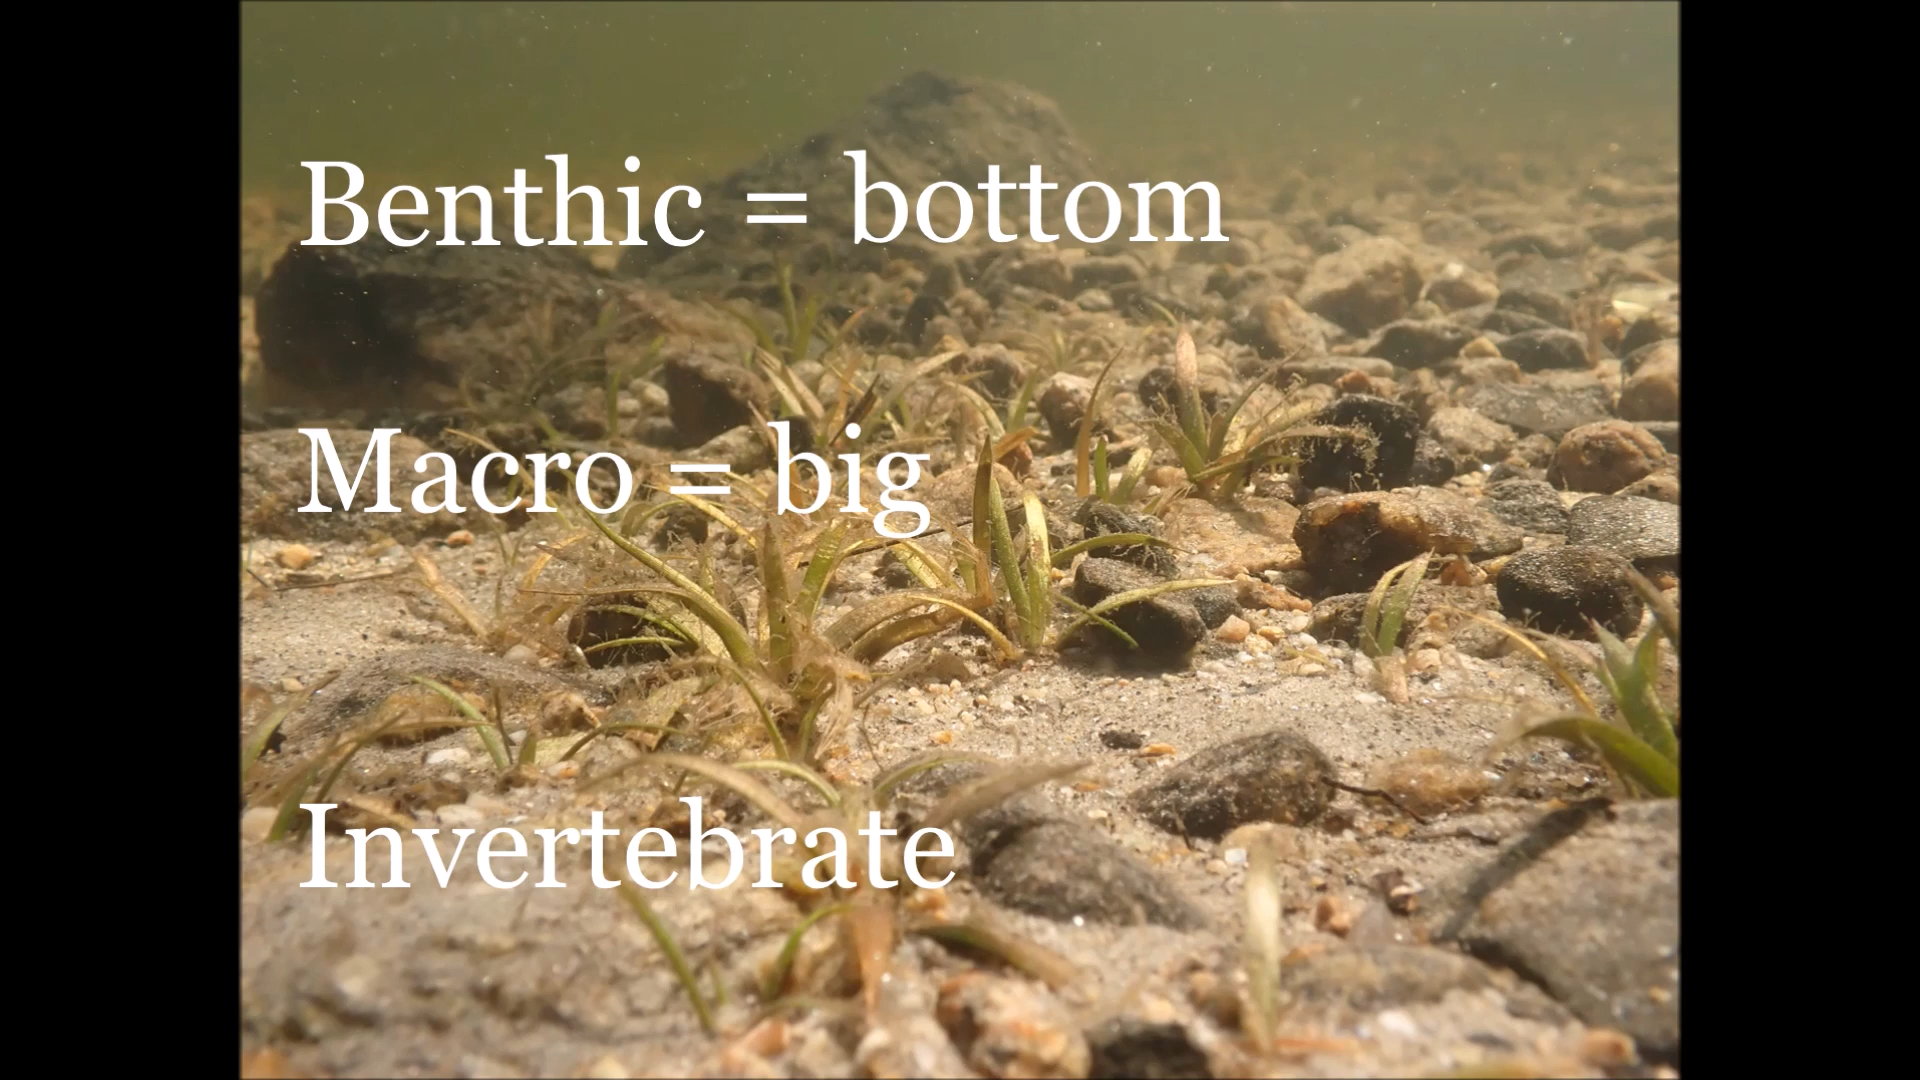 Benthic = bottom
Macro = big
Invertebrate